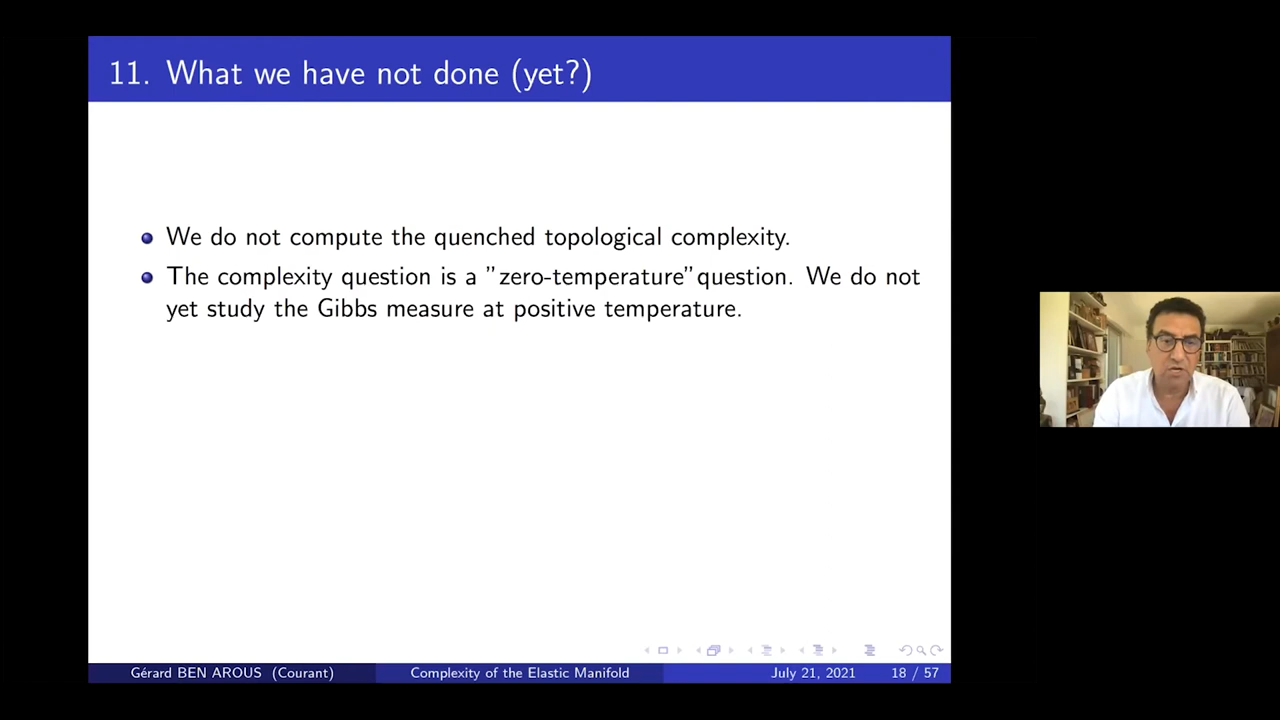 11. What we have not done (yet?)
We do not compute the quenched topological complexity.
The complexity question is a ”zero-temperature”question. We do not
yet study the Gibbs measure at positive temperature.
Gérard BEN AROUS (Courant) Complexity of the Elastic Manifold July 21, 2021 18 / 57